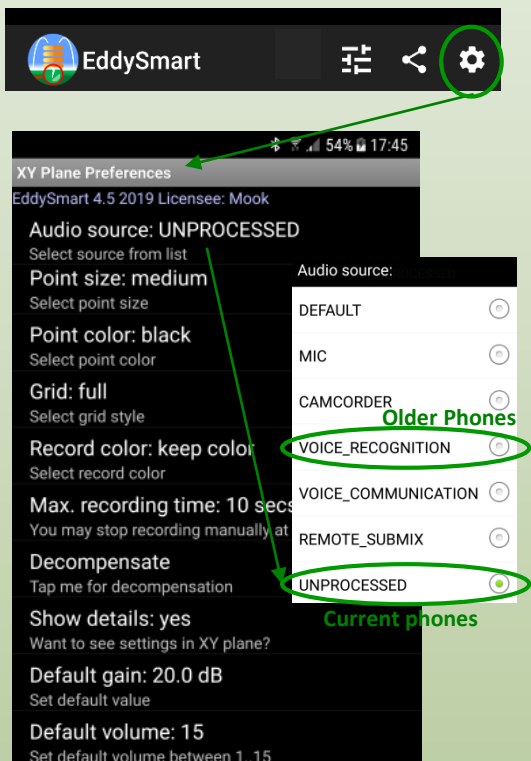 EddySmart
54% 17:45
XY Plane Preferences
EddySmart 4.5 2019 Licensee: Mook
Audio source: UNPROCESSED
Select source from list
Point size: medium
Select point size
Point color: black
Select point color
Grid: full
Select grid style
Record color: keep color
Select record color
Max. recording time: 10 secs
You may stop recording manually at
Decompensate
Tap me for decompensation
Show details: yes
Want to see settings in XY plane?
Default gain: 20.0 dB
Set default value
Default volume: 15
Set default volume between 1..15
Audio source:
DEFAULT
MIC
CAMCORDER
Older Phones
VOICE_RECOGNITION
VOICE_COMMUNICATION
REMOTE_SUBMIX
UNPROCESSED
Current phones